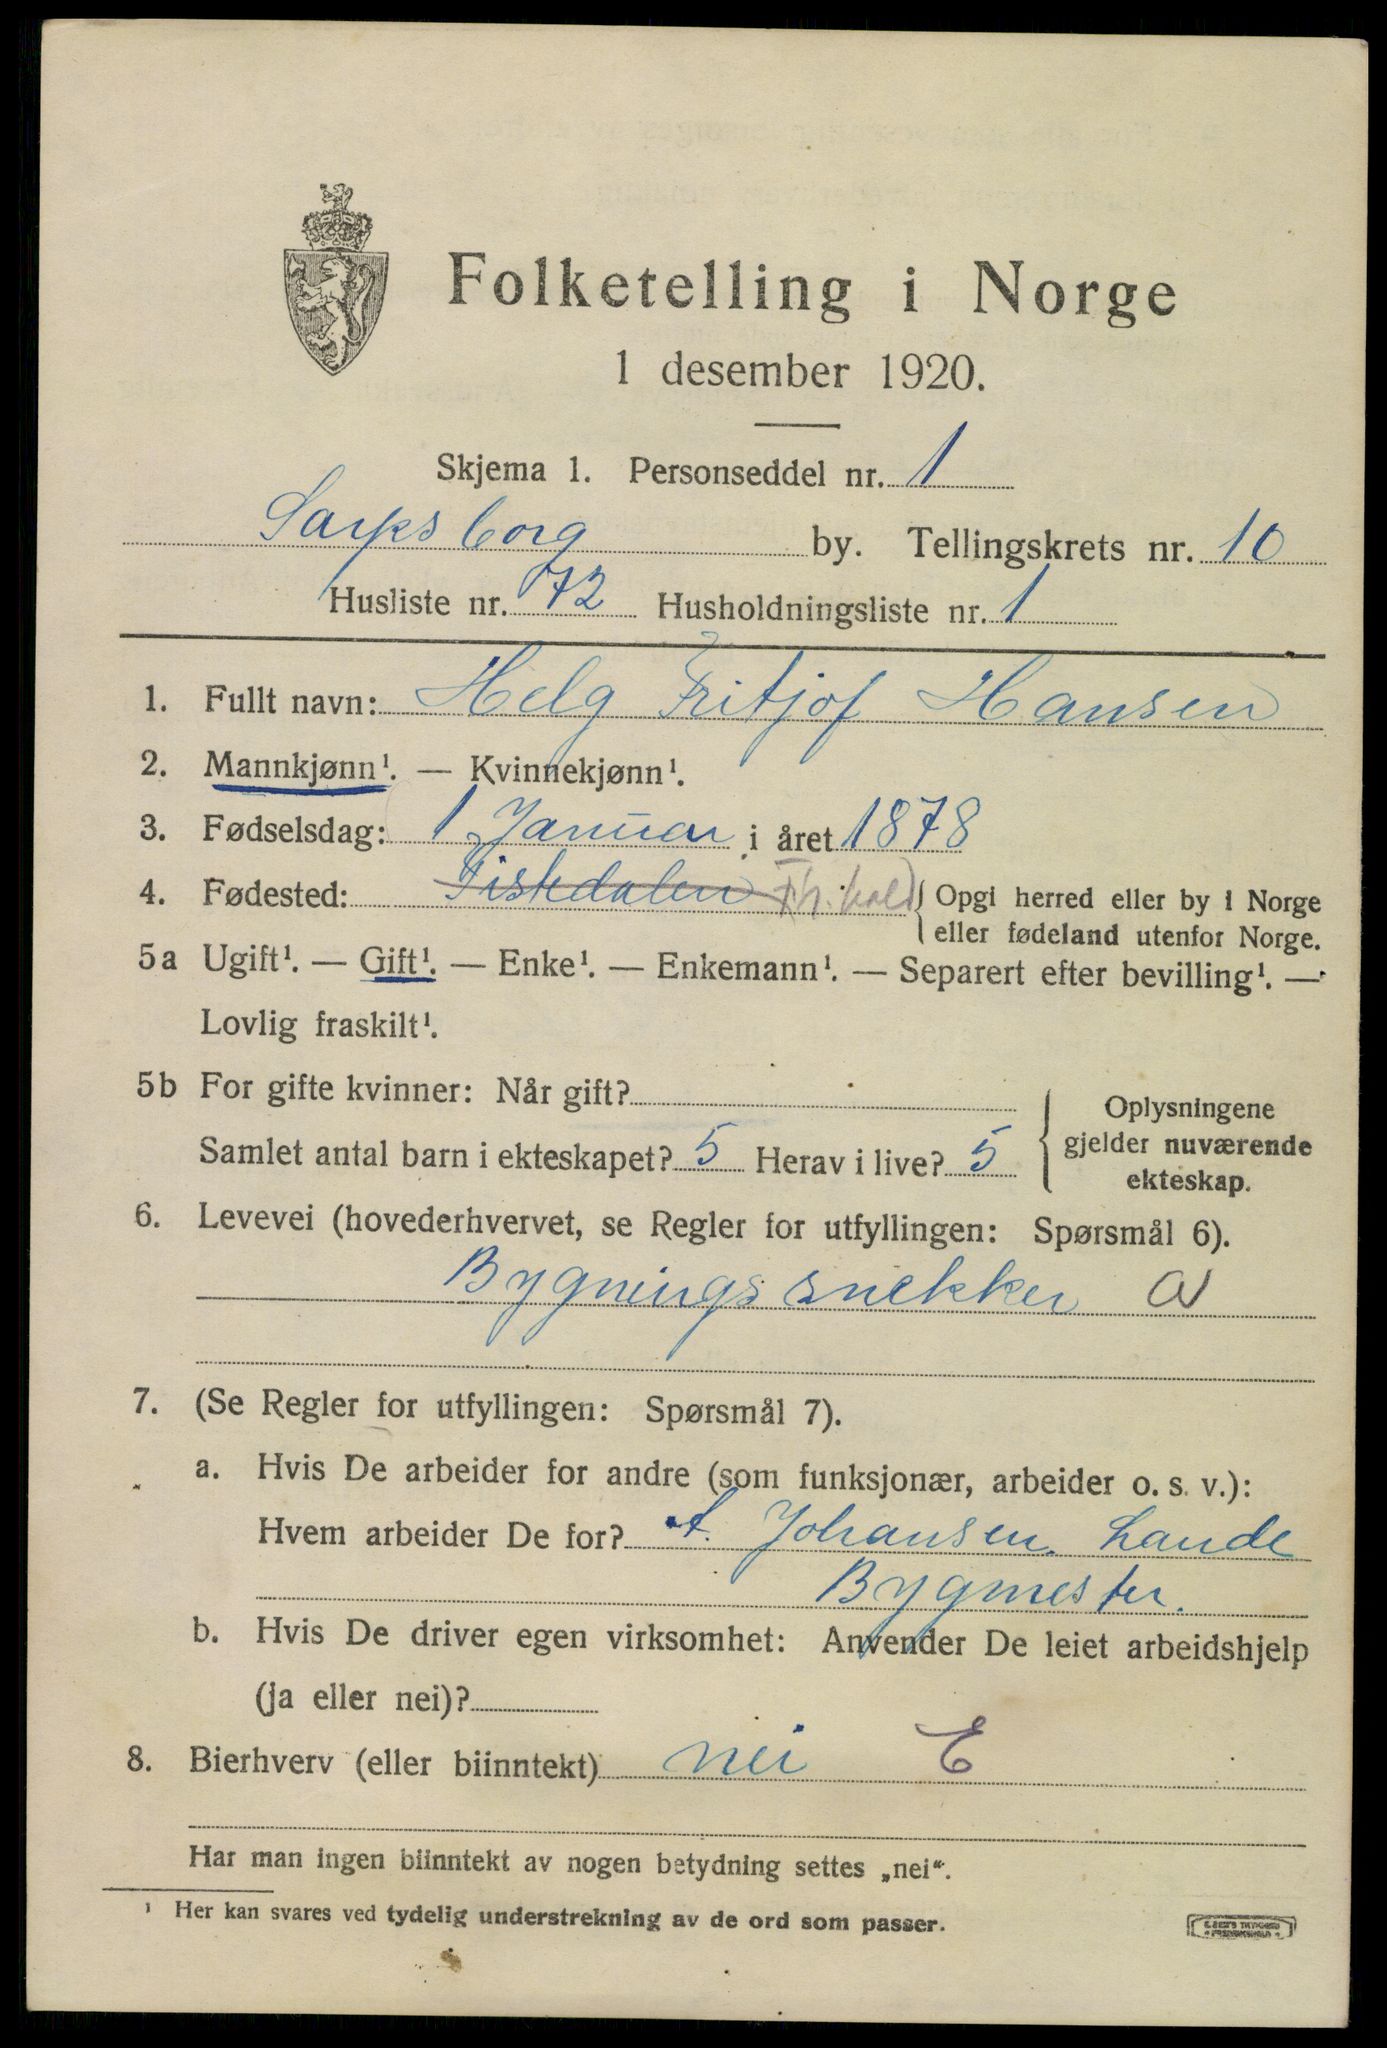 Folketelling i Norge
1 desember 1920.
Skjema 1. Personseddel nr. 1
Sarpsborg by. Tellingskrets nr. 10
Husliste nr. 72 Husholdningsliste nr. 1
1. Fullt navn: Helg Fritjof Hansen
2. Mannkjønn¹. — Kvinnekjønn¹.
3. Fødselsdag: 1 Januar i året 1878
4. Fødested: Fiskedalen Fr.hald { Opgi herred eller by i Norge
eller fødeland utenfor Norge.
5a Ugift¹. — Gift¹. — Enke¹. — Enkemann¹. — Separert efter bevilling¹. —
Lovlig fraskilt¹.
5b For gifte kvinner: Når gift?
Samlet antal barn i ekteskapet? 5 Herav i live? 5
{ Oplysningene
gjelder nuværende
ekteskap.
6. Levevei (hovederhvervet, se Regler for utfyllingen: Spørsmål 6).
Bygningssnekker a
7. (Se Regler for utfyllingen: Spørsmål 7).
a. Hvis De arbeider for andre (som funksjonær, arbeider o. s. v.):
Hvem arbeider De for? A. Johansen. Lande
Bygmester.
b. Hvis De driver egen virksomhet: Anvender De leiet arbeidshjelp
(ja eller nei)?
8. Bierhverv (eller biinntekt) nei E
Har man ingen biinntekt av nogen betydning settes „nei“.
¹ Her kan svares ved tydelig understrekning av de ord som passer.